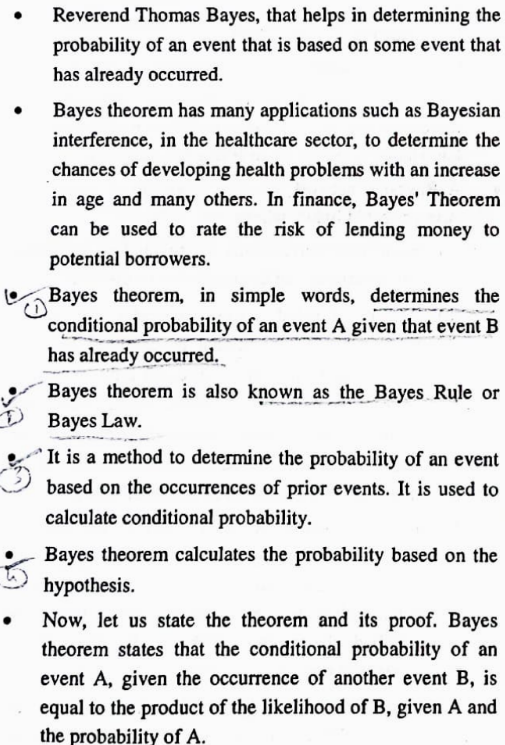 • Reverend Thomas Bayes, that helps in determining the
probability of an event that is based on some event that
has already occurred.
• Bayes theorem has many applications such as Bayesian
interference, in the healthcare sector, to determine the
chances of developing health problems with an increase
in age and many others. In finance, Bayes' Theorem
can be used to rate the risk of lending money to
potential borrowers.
• Bayes theorem, in simple words, determines the
① conditional probability of an event A given that event B
has already occurred.
• Bayes theorem is also known as the Bayes Rule or
Bayes Law.
• It is a method to determine the probability of an event
③ based on the occurrences of prior events. It is used to
calculate conditional probability.
• Bayes theorem calculates the probability based on the
hypothesis.
• Now, let us state the theorem and its proof. Bayes
theorem states that the conditional probability of an
event A, given the occurrence of another event B, is
equal to the product of the likelihood of B, given A and
the probability of A.